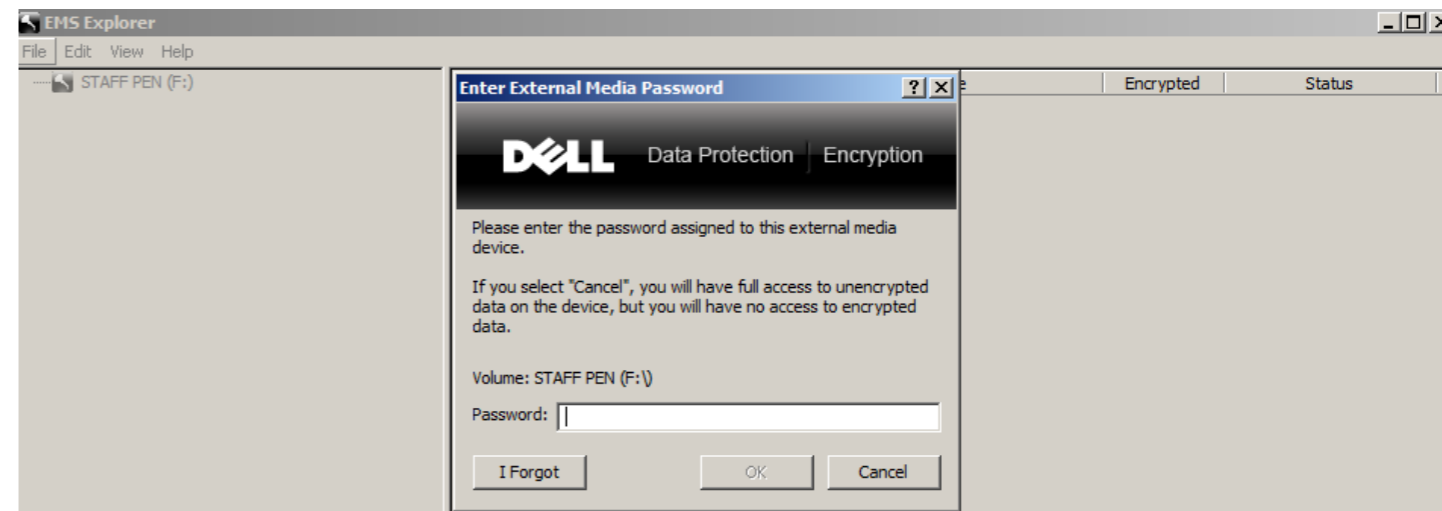 EMS Explorer
File Edit View Help
STAFF PEN (F:)
Encrypted Status
Enter External Media Password
DELL Data Protection Encryption
Please enter the password assigned to this external media
device.
If you select "Cancel", you will have full access to unencrypted
data on the device, but you will have no access to encrypted
data.
Volume: STAFF PEN (F:\)
Password:
I Forgot OK Cancel